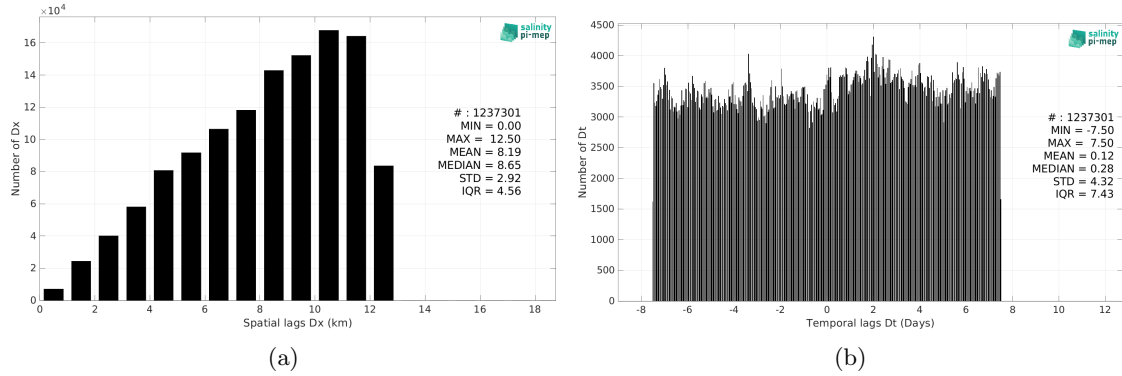 ×10⁴
16
14
12
10
8
6
4
2
0
Number of Dx
0 2 4 6 8 10 12 14 16 18
Spatial lags Dx (km)
salinity
pi-mep
# : 1237301
MIN = 0.00
MAX = 12.50
MEAN = 8.19
MEDIAN = 8.65
STD = 2.92
IQR = 4.56
(a)
4500
4000
3500
3000
2500
2000
1500
1000
500
0
Number of Dt
-8 -6 -4 -2 0 2 4 6 8 10 12
Temporal lags Dt (Days)
salinity
pi-mep
# : 1237301
MIN = -7.50
MAX = 7.50
MEAN = 0.12
MEDIAN = 0.28
STD = 4.32
IQR = 7.43
(b)